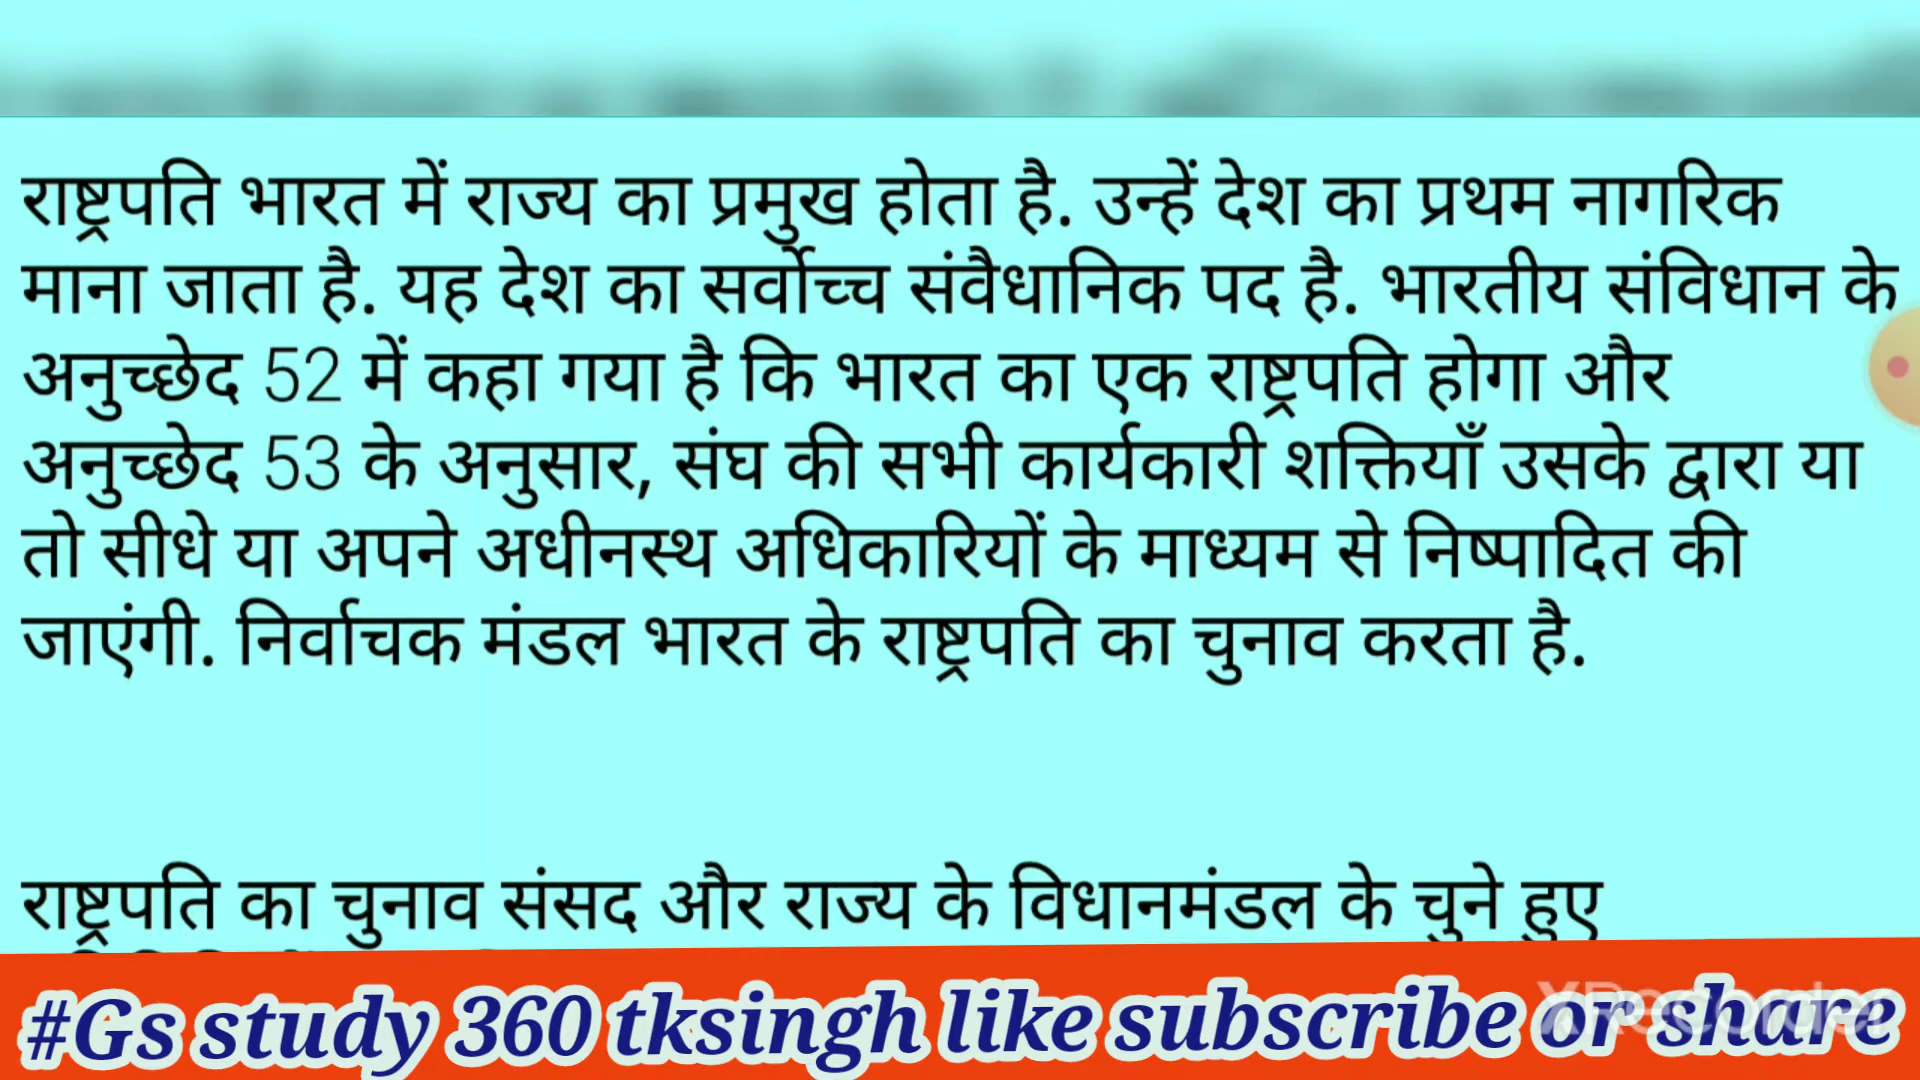 राष्ट्रपति भारत में राज्य का प्रमुख होता है. उन्हें देश का प्रथम नागरिक
माना जाता है. यह देश का सर्वोच्च संवैधानिक पद है. भारतीय संविधान के
अनुच्छेद 52 में कहा गया है कि भारत का एक राष्ट्रपति होगा और
अनुच्छेद 53 के अनुसार, संघ की सभी कार्यकारी शक्तियाँ उसके द्वारा या
तो सीधे या अपने अधीनस्थ अधिकारियों के माध्यम से निष्पादित की
जाएंगी. निर्वाचक मंडल भारत के राष्ट्रपति का चुनाव करता है.
राष्ट्रपति का चुनाव संसद और राज्य के विधानमंडल के चुने हुए
#Gs study 360 tksingh like subscribe or share
XRecorder